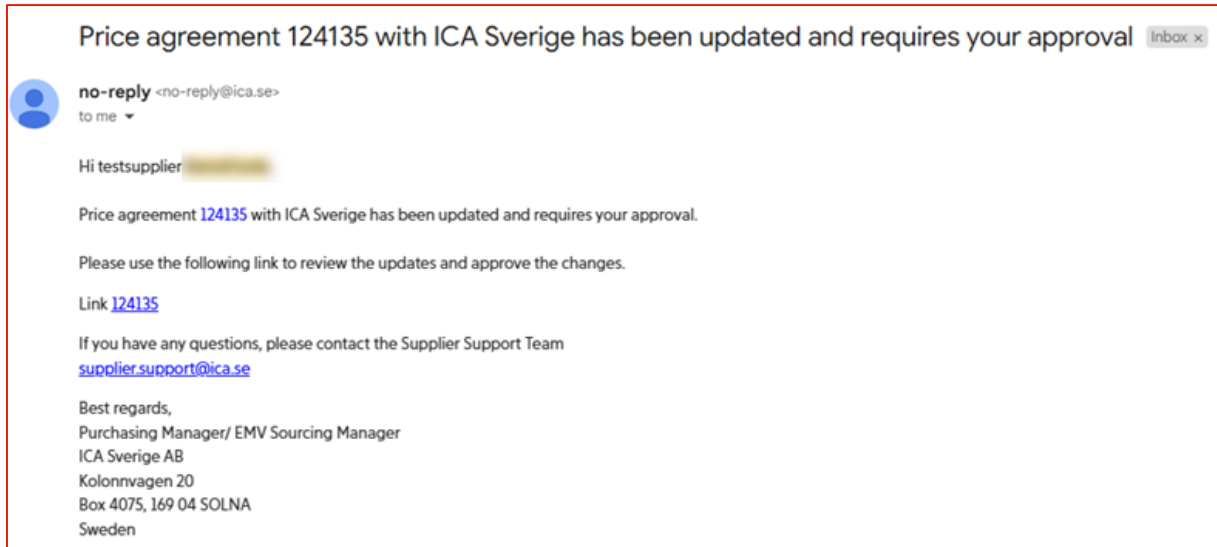 Price agreement 124135 with ICA Sverige has been updated and requires your approval Inbox ×
no-reply <no-reply@ica.se>
to me
Hi testsupplier
Price agreement 124135 with ICA Sverige has been updated and requires your approval.
Please use the following link to review the updates and approve the changes.
Link 124135
If you have any questions, please contact the Supplier Support Team
supplier.support@ica.se
Best regards,
Purchasing Manager/ EMV Sourcing Manager
ICA Sverige AB
Kolonnvagen 20
Box 4075, 169 04 SOLNA
Sweden